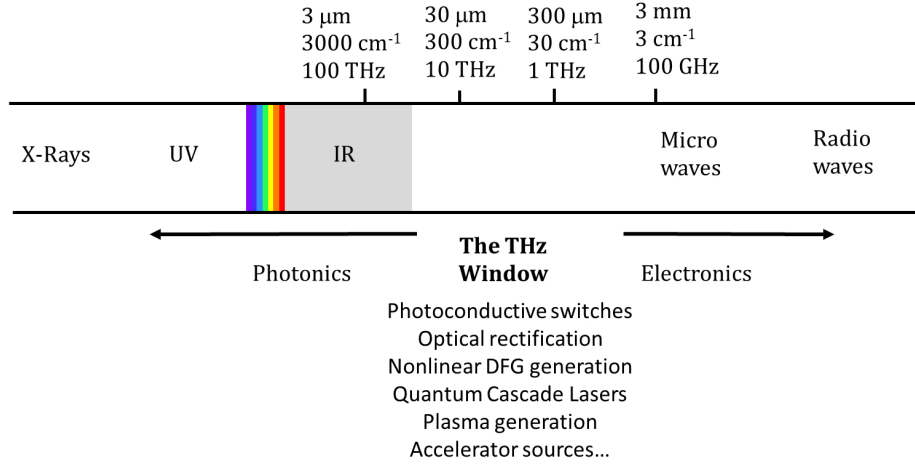 3 μm
3000 cm⁻¹
100 THz
30 μm
300 cm⁻¹
10 THz
300 μm
30 cm⁻¹
1 THz
3 mm
3 cm⁻¹
100 GHz
X-Rays
UV
IR
Micro
waves
Radio
waves
Photonics
The THz
Window
Electronics
Photoconductive switches
Optical rectification
Nonlinear DFG generation
Quantum Cascade Lasers
Plasma generation
Accelerator sources…